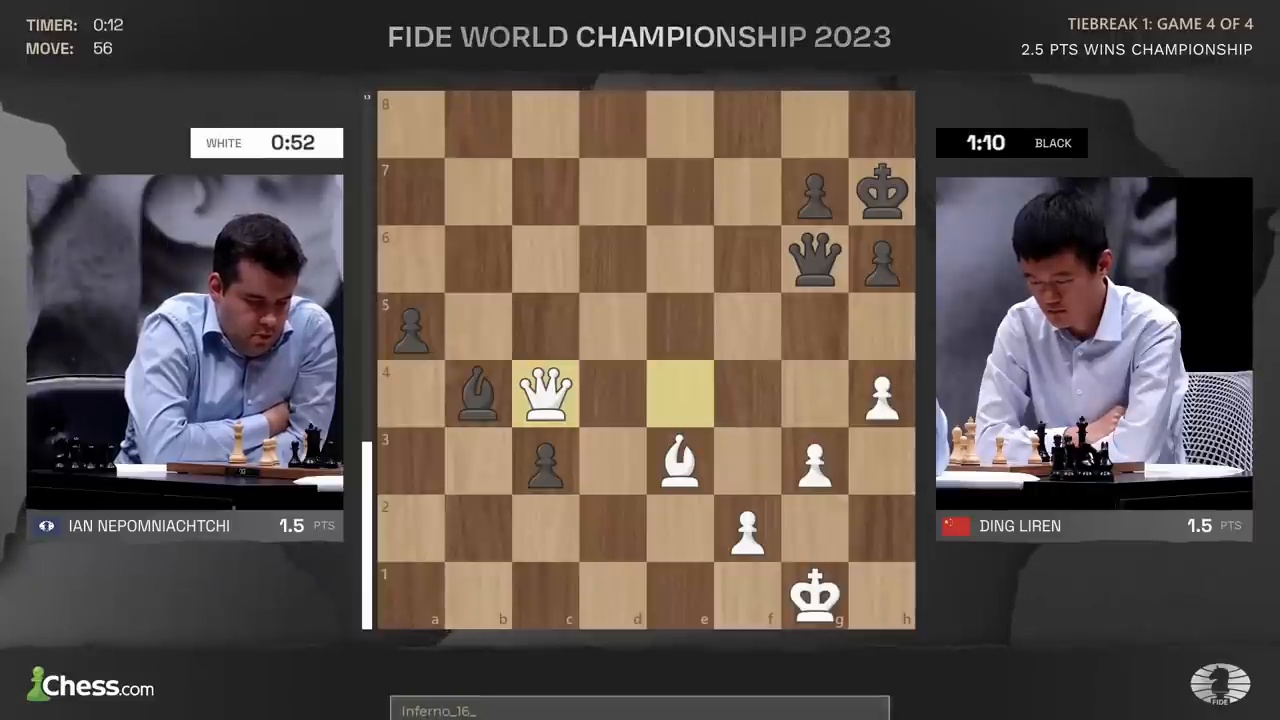 TIMER: 0:12
MOVE: 56
FIDE WORLD CHAMPIONSHIP 2023
TIEBREAK 1: GAME 4 OF 4
2.5 PTS WINS CHAMPIONSHIP
WHITE 0:52
1:10 BLACK
1.3
8
7
6
5
4
3
2
1
a b c d e f g h
IAN NEPOMNIACHTCHI 1.5 PTS
DING LIREN 1.5 PTS
Chess.com
FIDE
Inferno_16_